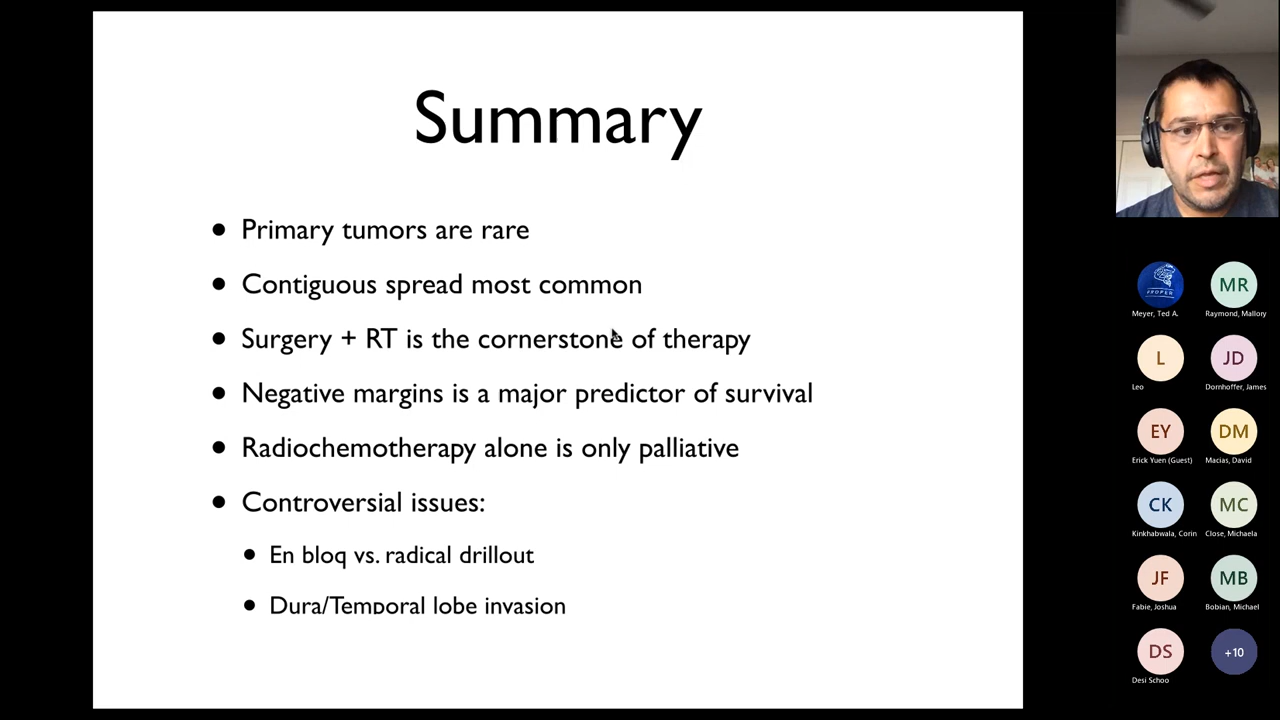 Summary
• Primary tumors are rare
• Contiguous spread most common
• Surgery + RT is the cornerstone of therapy
• Negative margins is a major predictor of survival
• Radiochemotherapy alone is only palliative
• Controversial issues:
• En bloq vs. radical drillout
• Dura/Temporal lobe invasion
PROPER
MR
Meyer, Ted A.
Raymond, Mallory
L
JD
Leo
Dornhoffer, James
EY
DM
Erick Yuen (Guest)
Macias, David
CK
MC
Kinkhabwala, Corin
Close, Michaela
JF
MB
Fabie, Joshua
Bobian, Michael
DS
+10
Desi Schoo